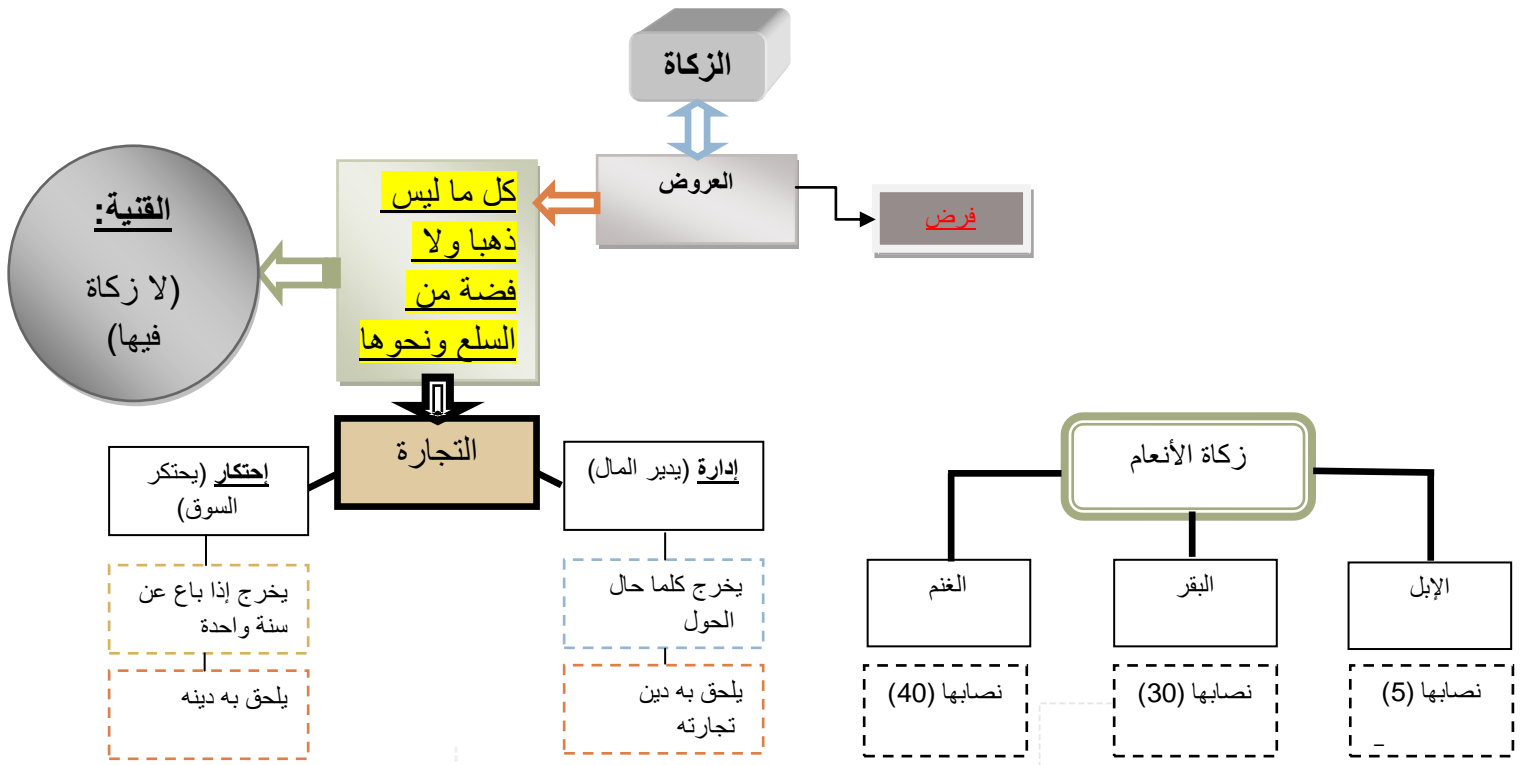 الزكاة
العروض
فرض
كل ما ليس
ذهبا ولا
فضة من
السلع ونحوها
القنية:
(لا زكاة
فيها)
التجارة
إدارة (يدير المال)
يخرج كلما حال
الحول
يلحق به دين
تجارته
إحتكار (يحتكر
السوق)
يخرج إذا باع عن
سنة واحدة
يلحق به دينه
زكاة الأنعام
الإبل
نصابها (5)
البقر
نصابها (30)
الغنم
نصابها (40)